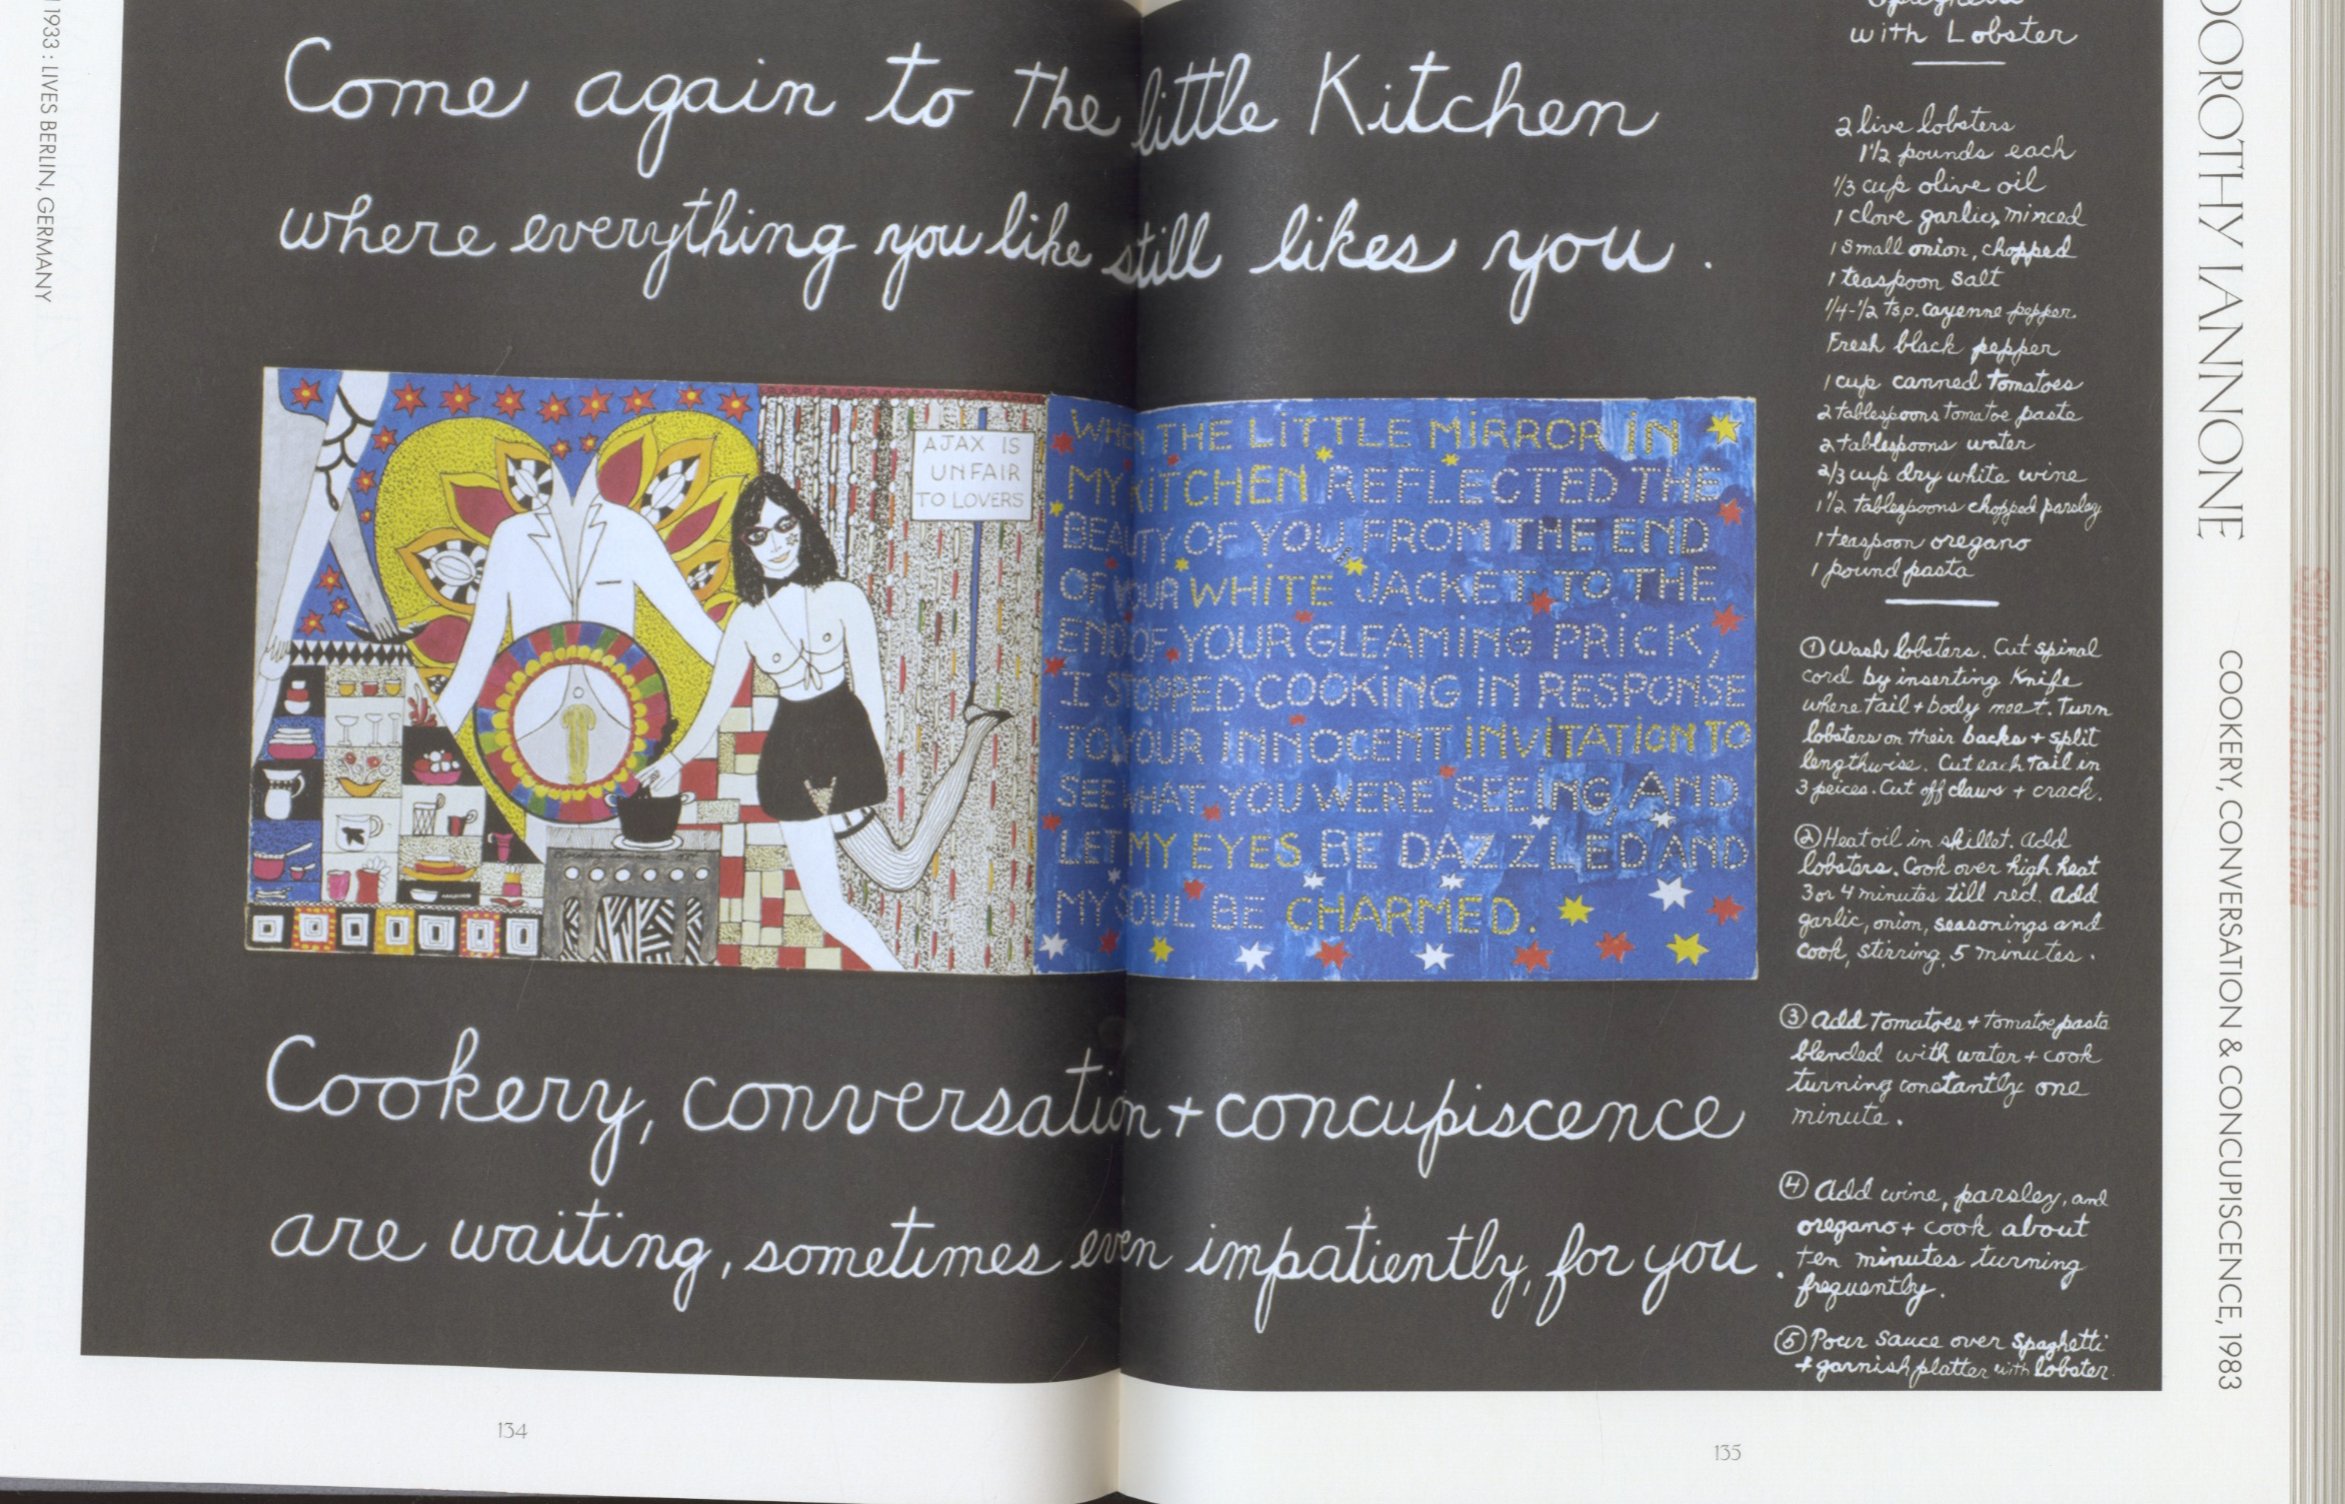 1933 : LIVES BERLIN, GERMANY
Come again to the little Kitchen
where everything you like still likes you.
AJAX IS
UNFAIR
TO LOVERS
WHEN THE LITTLE MIRROR IN
MY KITCHEN REFLECTED THE
BEAUTY OF YOU FROM THE END
OF YOUR WHITE JACKET TO THE
END OF YOUR GLEAMING PRICK,
I STOPPED COOKING IN RESPONSE
TO YOUR INNOCENT INVITATION TO
SEE WHAT YOU WERE SEEING, AND
LET MY EYES BE DAZZLED AND
MY SOUL BE CHARMED.
Cookery, conversation + concupiscence
are waiting, sometimes even impatiently, for you.
Spaghetti
with Lobster
2 live lobsters
1 1/2 pounds each
1/3 cup olive oil
1 clove garlic, minced
1 small onion, chopped
1 teaspoon salt
1/4-1/2 tsp. cayenne pepper
Fresh black pepper
1 cup canned tomatoes
2 tablespoons tomatoe paste
2 tablespoons water
2/3 cup dry white wine
1 1/2 tablespoons chopped parsley
1 teaspoon oregano
1 pound pasta
① Wash lobsters. Cut spinal
cord by inserting knife
where tail + body meet. Turn
lobsters on their backs + split
lengthwise. Cut each tail in
3 peices. Cut off claws + crack.
② Heat oil in skillet. Add
lobsters. Cook over high heat
3 or 4 minutes till red. Add
garlic, onion, seasonings and
cook, stirring, 5 minutes.
③ Add Tomatoes + tomatoe paste
blended with water + cook
turning constantly one
minute.
④ Add wine, parsley, and
oregano + cook about
ten minutes turning
frequently.
⑤ Pour sauce over spaghetti
+ garnish platter with lobster.
DOROTHY IANNONE
COOKERY, CONVERSATION & CONCUPISCENCE, 1983
134
135